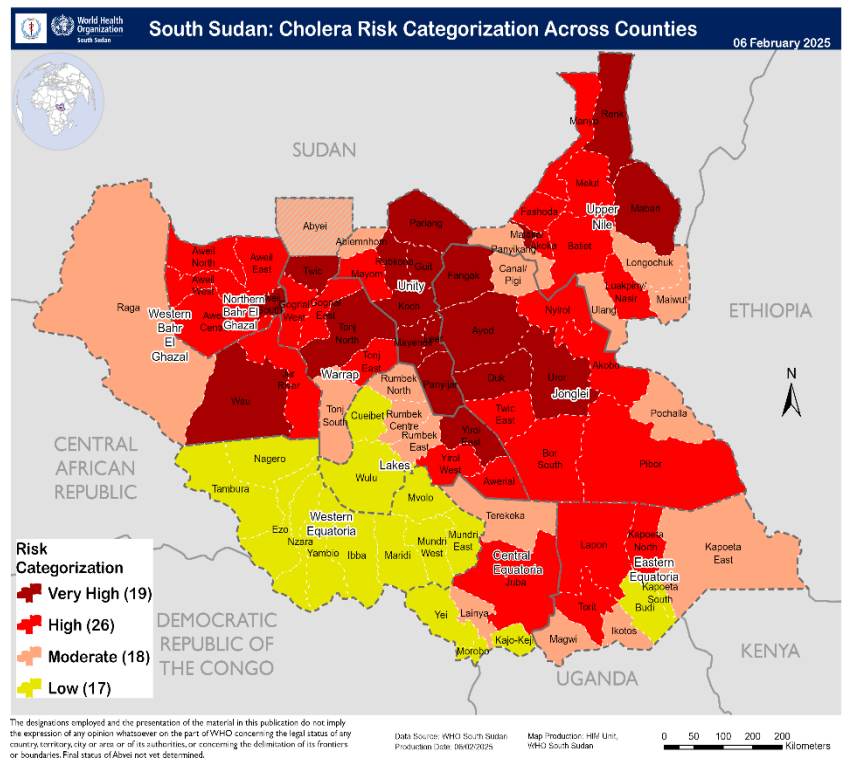 World Health
Organization
South Sudan
South Sudan: Cholera Risk Categorization Across Counties
06 February 2025
SUDAN
Renk
Manyo
Melut
Maban
Fashoda
Upper
Nile
Baliet
Akoka
Panyikang
Canal/
Pigi
Longochuk
Luakpiny/
Nasir
Maiwut
Ulang
Abyei
Abiemnhom
Pariang
Rubkona
Guit
Mayom
Unity
Fangak
Koch
Mayendit
Leer
Panyijiar
Nyirol
Ayod
Duk
Uror
Jonglei
Akobo
Twic
East
Pochalla
Bor
South
Pibor
Aweil
North
Aweil
East
Aweil
West
Northern
Bahr El
Ghazal
Raga
Western
Bahr
El
Ghazal
Twic
Gogrial
West
Gogrial
East
Tonj
North
Tonj
East
Warrap
Tonj
South
Wau
Jur
River
Cueibet
Rumbek
North
Rumbek
Centre
Rumbek
East
Lakes
Wulu
Yirol
East
Yirol
West
Awerial
ETHIOPIA
CENTRAL
AFRICAN
REPUBLIC
N
Nagero
Tambura
Ezo
Nzara
Yambio
Western
Equatoria
Ibba
Maridi
Mvolo
Mundri
West
Mundri
East
Terekeka
Central
Equatoria
Juba
Lainya
Yei
Morobo
Kajo-Keji
Lapon
Kapoeta
North
Eastern
Equatoria
Kapoeta
East
Kapoeta
South
Budi
Torit
Ikotos
Magwi
DEMOCRATIC
REPUBLIC OF
THE CONGO
UGANDA
KENYA
Risk
Categorization
Very High (19)
High (26)
Moderate (18)
Low (17)
The designations employed and the presentation of the material in this publication do not imply
the expression of any opinion whatsoever on the part of WHO concerning the legal status of any
country, territory, city or area or of its authorities, or concerning the delimitation of its frontiers
or boundaries. Final status of Abyei not yet determined.
Data Source: WHO South Sudan
Production Date: 06/02/2025
Map Production: HIM Unit,
WHO South Sudan
0 50 100 150 200
Kilometers